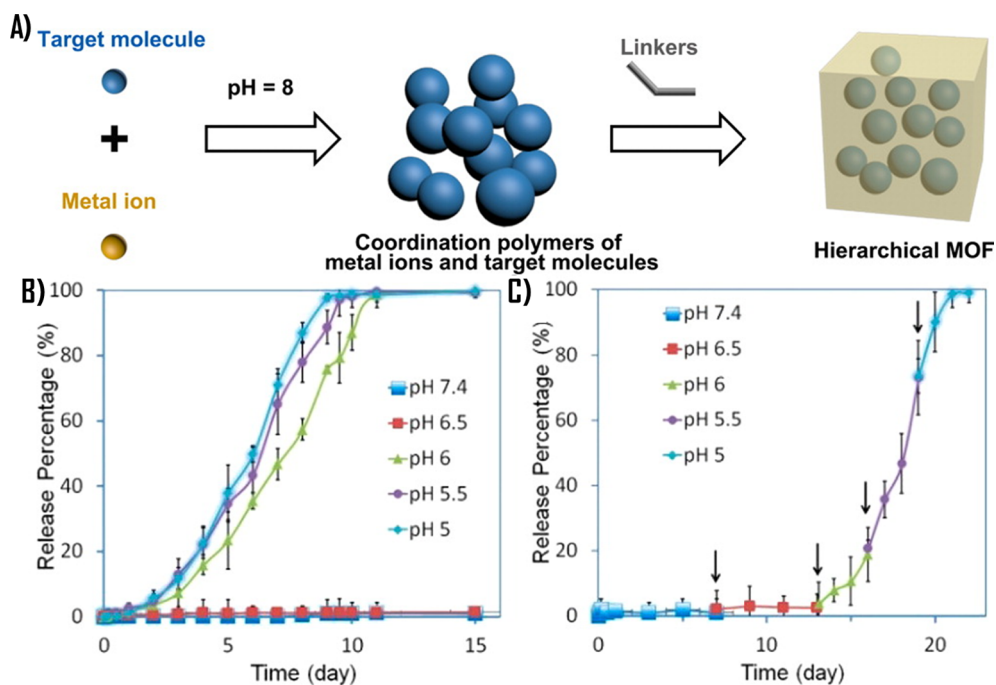 A)
Target molecule
+
Metal ion
pH = 8
Coordination polymers of
metal ions and target molecules
Linkers
Hierarchical MOF
B)
Release Percentage (%)
100
80
60
40
20
0
0 5 10 15
Time (day)
pH 7.4
pH 6.5
pH 6
pH 5.5
pH 5
C)
Release Percentage (%)
100
80
60
40
20
0
0 10 20
Time (day)
pH 7.4
pH 6.5
pH 6
pH 5.5
pH 5